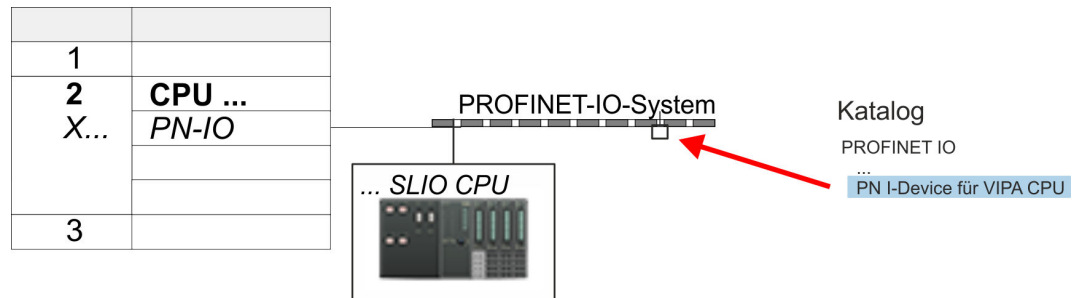 1
2 CPU ...
X... PN-IO
3
PROFINET-IO-System
... SLIO CPU
Katalog
PROFINET IO
...
PN I-Device für VIPA CPU